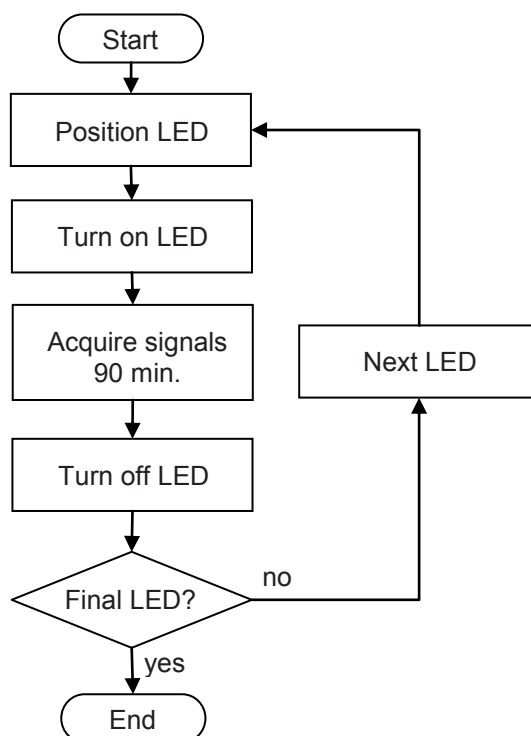 Start
Position LED
Turn on LED
Acquire signals
90 min.
Next LED
Turn off LED
Final LED?
no
yes
End